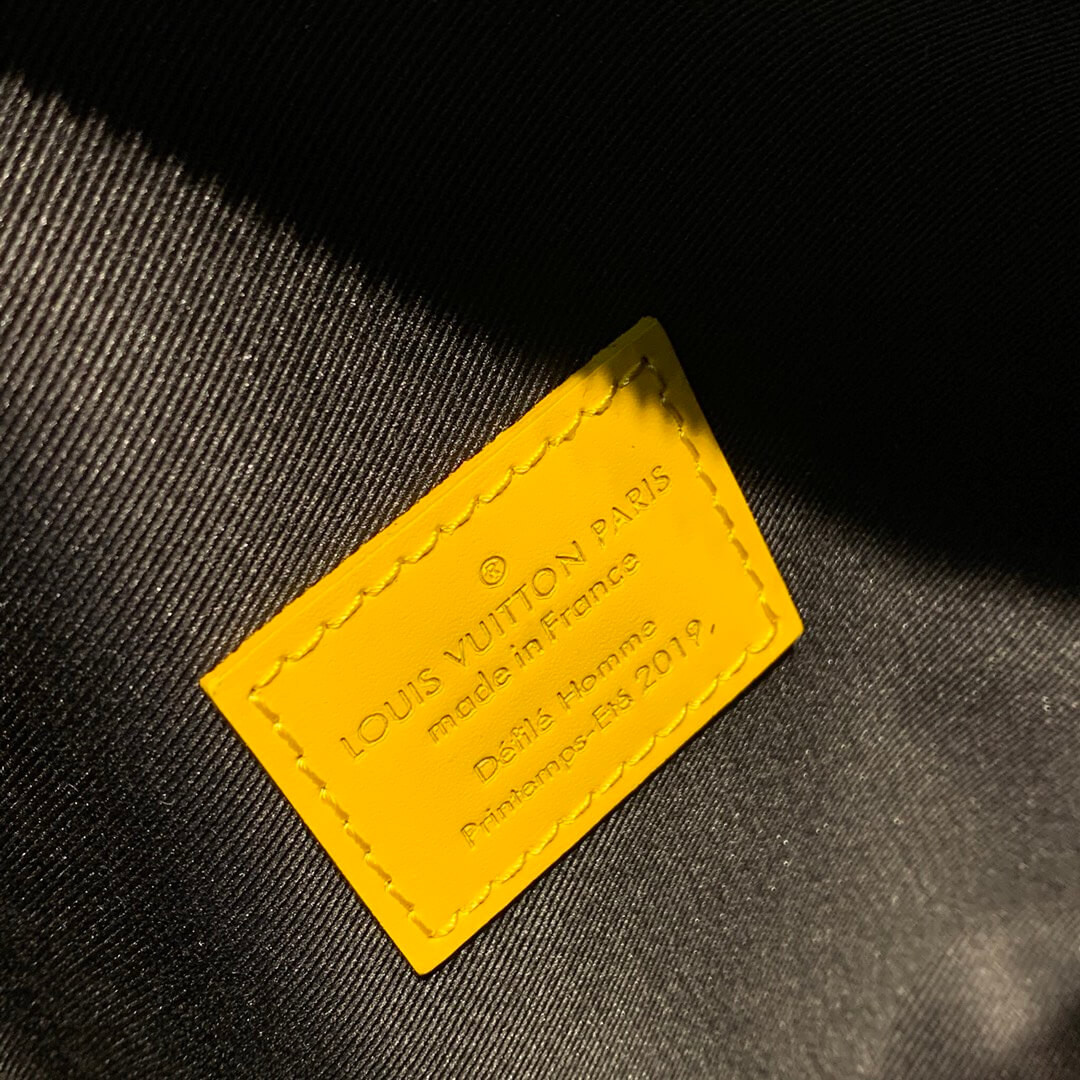 ®
LOUIS VUITTON PARIS
made in France
Défilé Homme
Printemps-Eté 2019,